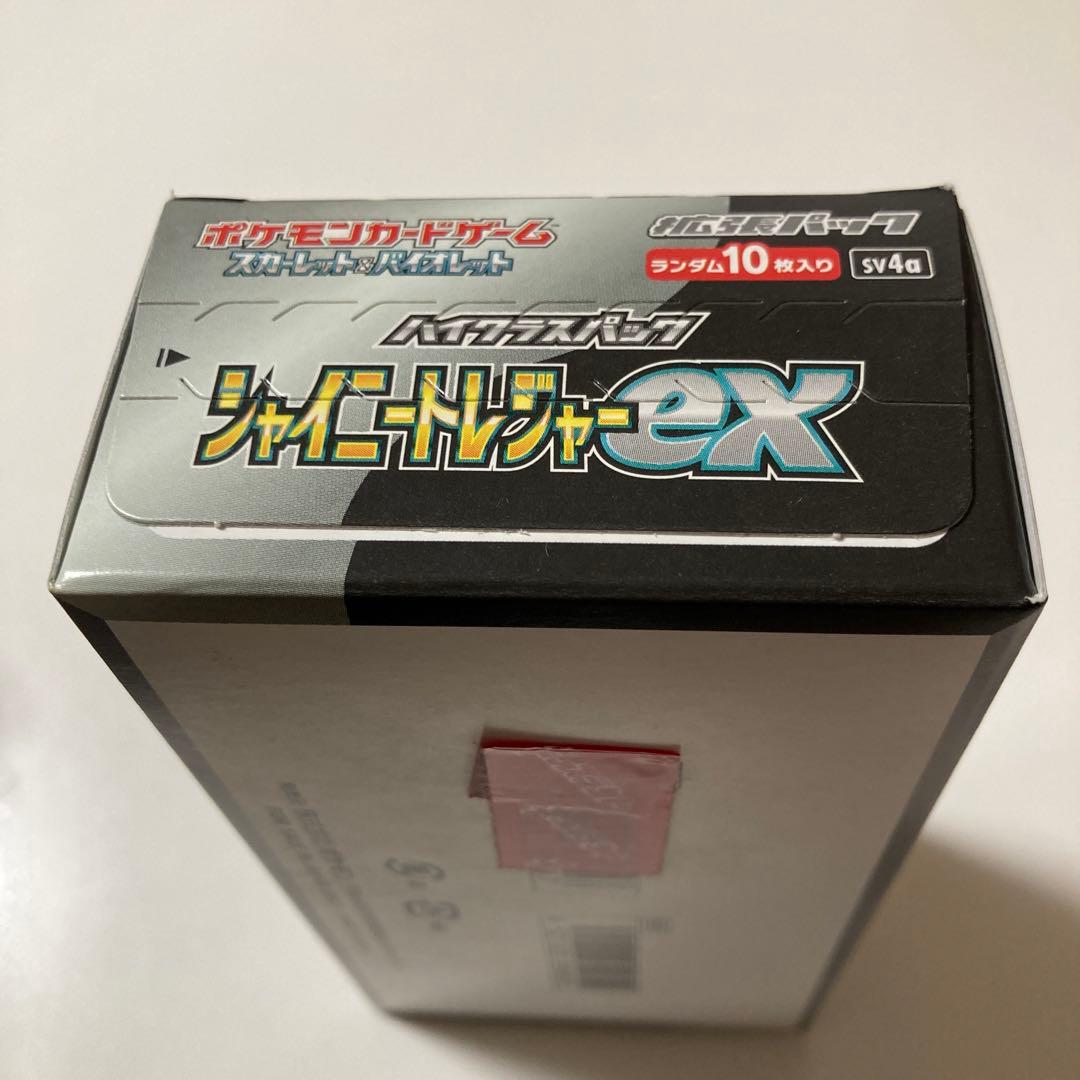 ポケモンカードゲーム
スカーレット&バイオレット
拡張パック
ランダム10枚入り
sv4a
ハイクラスパック
シャイニートレジャーex